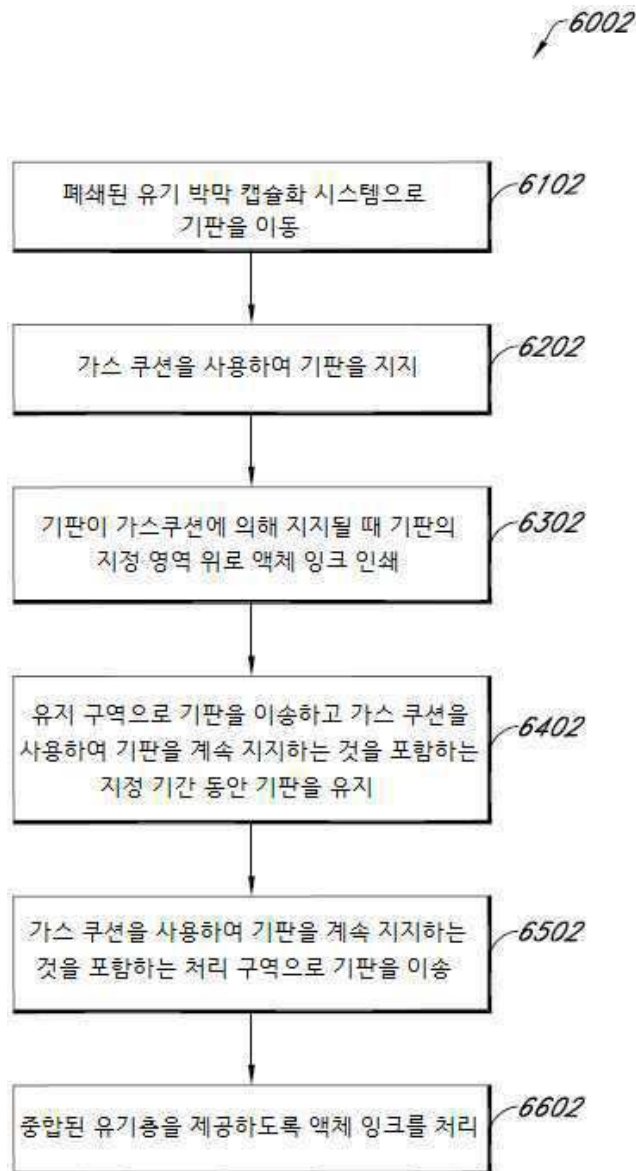 6002
폐쇄된 유기 박막 캡슐화 시스템으로
기판을 이동
6102
가스 쿠션을 사용하여 기판을 지지
6202
기판이 가스쿠션에 의해 지지될 때 기판의
지정 영역 위로 액체 잉크 인쇄
6302
유지 구역으로 기판을 이송하고 가스 쿠션을
사용하여 기판을 계속 지지하는 것을 포함하는
지정 기간 동안 기판을 유지
6402
가스 쿠션을 사용하여 기판을 계속 지지하는
것을 포함하는 처리 구역으로 기판을 이송
6502
중합된 유기층을 제공하도록 액체 잉크를 처리
6602